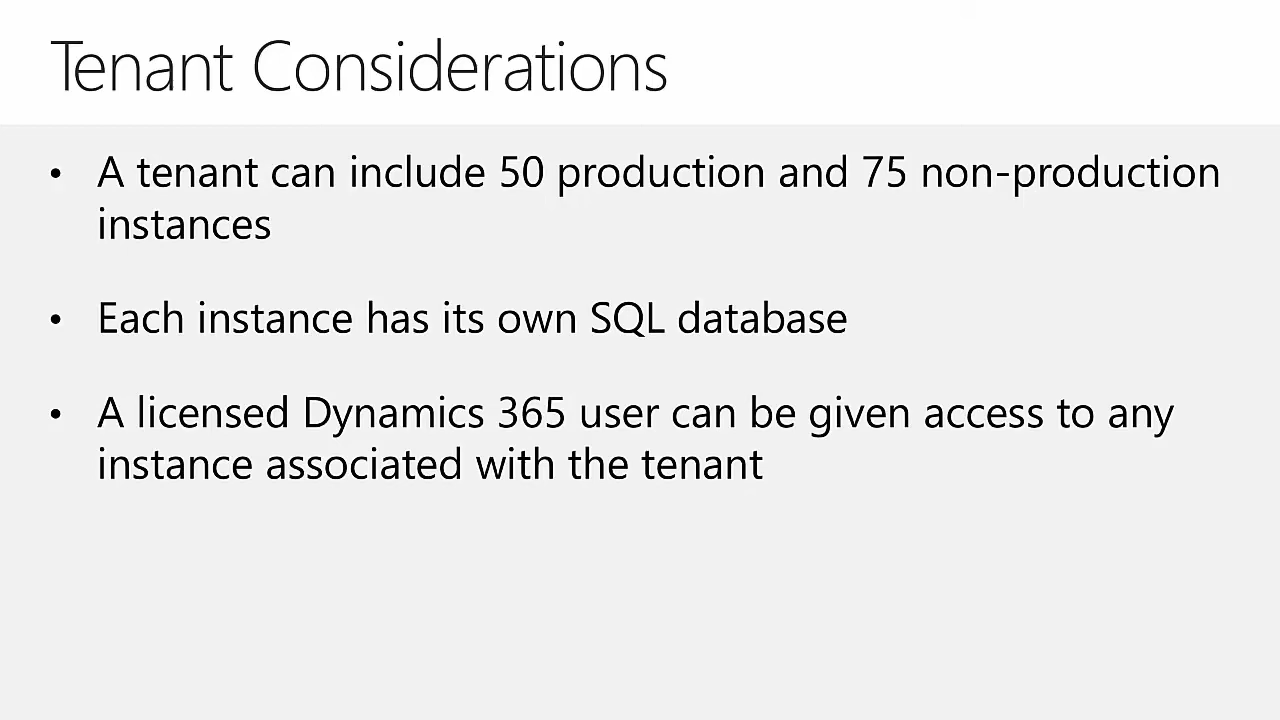 Tenant Considerations
• A tenant can include 50 production and 75 non-production
instances
• Each instance has its own SQL database
• A licensed Dynamics 365 user can be given access to any
instance associated with the tenant